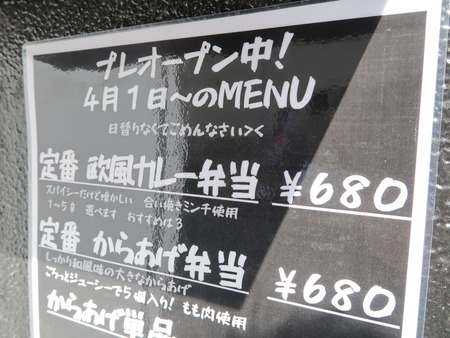 プレオープン中!
4月1日~のMENU
日替りなくてごめんなさい><
定番 欧風カレー弁当 ¥680
スパイシーだけど懐かしい 合い挽きミンチ使用
1~5 選べます おすすめは3
定番 からあげ弁当 ¥680
しっかり和風味の大きなからあげ
ごろっとジューシーで5個入り! もも肉使用
からあげ単品